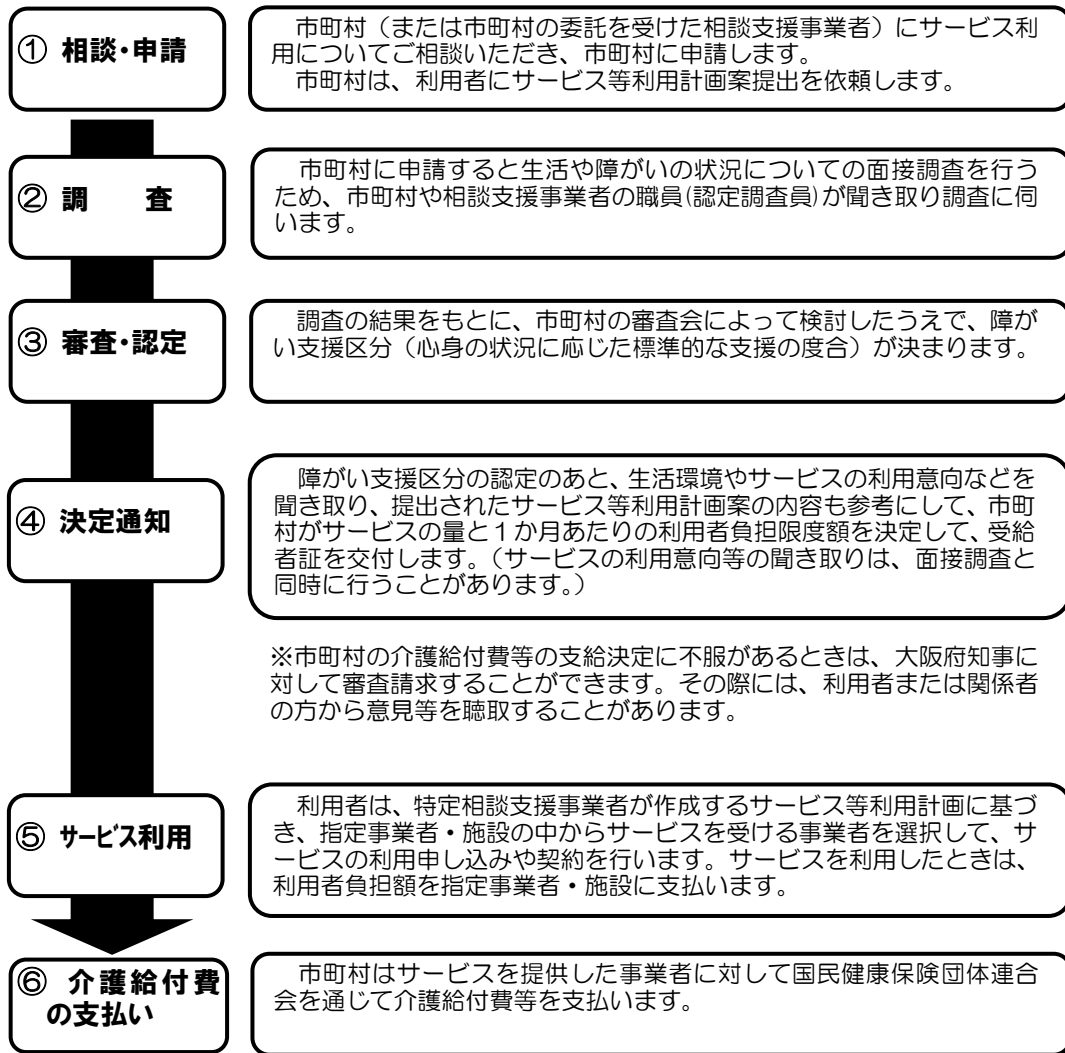 ① 相談・申請
　市町村（または市町村の委託を受けた相談支援事業者）にサービス利
用についてご相談いただき、市町村に申請します。
　市町村は、利用者にサービス等利用計画案提出を依頼します。
② 調　　査
　市町村に申請すると生活や障がいの状況についての面接調査を行う
ため、市町村や相談支援事業者の職員(認定調査員)が聞き取り調査に伺
います。
③ 審査・認定
　調査の結果をもとに、市町村の審査会によって検討したうえで、障が
い支援区分（心身の状況に応じた標準的な支援の度合）が決まります。
④ 決定通知
　障がい支援区分の認定のあと、生活環境やサービスの利用意向などを
聞き取り、提出されたサービス等利用計画案の内容も参考にして、市町
村がサービスの量と１か月あたりの利用者負担限度額を決定して、受給
者証を交付します。（サービスの利用意向等の聞き取りは、面接調査と
同時に行うことがあります。）
※市町村の介護給付費等の支給決定に不服があるときは、大阪府知事に
対して審査請求することができます。その際には、利用者または関係者
の方から意見等を聴取することがあります。
⑤ サービス利用
　利用者は、特定相談支援事業者が作成するサービス等利用計画に基づ
き、指定事業者・施設の中からサービスを受ける事業者を選択して、サ
ービスの利用申し込みや契約を行います。サービスを利用したときは、
利用者負担額を指定事業者・施設に支払います。
⑥ 介護給付費
の支払い
　市町村はサービスを提供した事業者に対して国民健康保険団体連合
会を通じて介護給付費等を支払います。